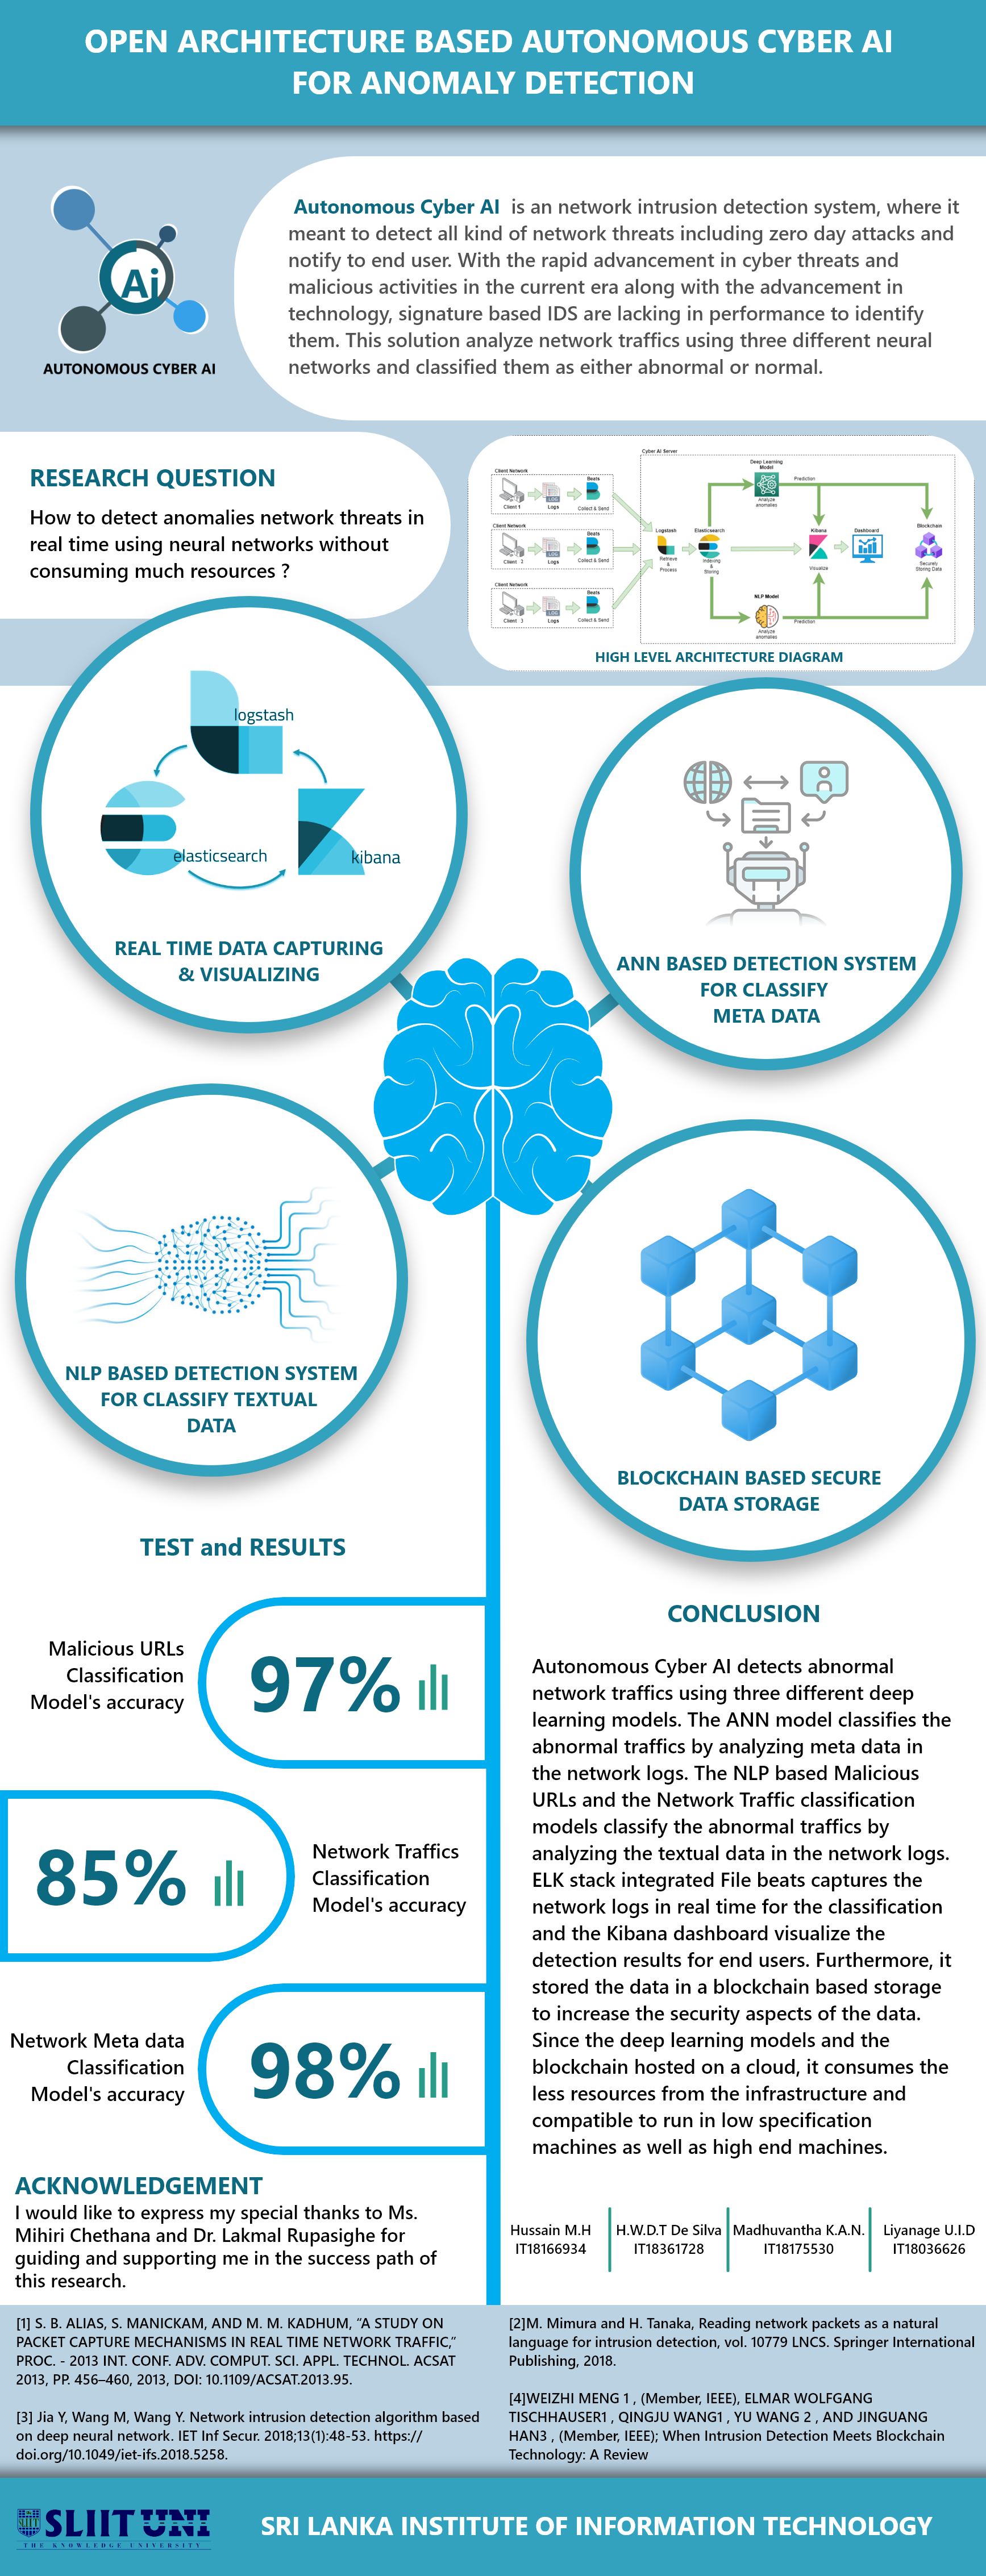 OPEN ARCHITECTURE BASED AUTONOMOUS CYBER AI
FOR ANOMALY DETECTION
Ai
AUTONOMOUS CYBER AI
Autonomous Cyber AI is an network intrusion detection system, where it
meant to detect all kind of network threats including zero day attacks and
notify to end user. With the rapid advancement in cyber threats and
malicious activities in the current era along with the advancement in
technology, signature based IDS are lacking in performance to identify
them. This solution analyze network traffics using three different neural
networks and classified them as either abnormal or normal.
RESEARCH QUESTION
How to detect anomalies network threats in
real time using neural networks without
consuming much resources ?
Cyber AI Server
Client Network
Beats
LOG
Client 1
Logs
Collect & Send
Client Network
Beats
LOG
Client 3
Logs
Collect & Send
Client Network
Beats
LOG
Client 3
Logs
Collect & Send
Logstash
Retrieve
&
Process
Elasticsearch
Indexing
&
Storing
Deep Learning
Model
Analyze
anomalies
Prediction
Kibana
Visualize
Dashboard
Blockchain
Securely
Storing Data
NLP Model
Analyze
anomalies
Prediction
HIGH LEVEL ARCHITECTURE DIAGRAM
logstash
elasticsearch
kibana
REAL TIME DATA CAPTURING
& VISUALIZING
ANN BASED DETECTION SYSTEM
FOR CLASSIFY
META DATA
NLP BASED DETECTION SYSTEM
FOR CLASSIFY TEXTUAL
DATA
BLOCKCHAIN BASED SECURE
DATA STORAGE
TEST and RESULTS
Malicious URLs
Classification
Model's accuracy
97%
85%
Network Traffics
Classification
Model's accuracy
Network Meta data
Classification
Model's accuracy
98%
CONCLUSION
Autonomous Cyber AI detects abnormal
network traffics using three different deep
learning models. The ANN model classifies the
abnormal traffics by analyzing meta data in
the network logs. The NLP based Malicious
URLs and the Network Traffic classification
models classify the abnormal traffics by
analyzing the textual data in the network logs.
ELK stack integrated File beats captures the
network logs in real time for the classification
and the Kibana dashboard visualize the
detection results for end users. Furthermore, it
stored the data in a blockchain based storage
to increase the security aspects of the data.
Since the deep learning models and the
blockchain hosted on a cloud, it consumes the
less resources from the infrastructure and
compatible to run in low specification
machines as well as high end machines.
ACKNOWLEDGEMENT
I would like to express my special thanks to Ms.
Mihiri Chethana and Dr. Lakmal Rupasighe for
guiding and supporting me in the success path of
this research.
Hussain M.H
IT18166934
H.W.D.T De Silva
IT18361728
Madhuvantha K.A.N.
IT18175530
Liyanage U.I.D
IT18036626
[1] S. B. ALIAS, S. MANICKAM, AND M. M. KADHUM, “A STUDY ON
PACKET CAPTURE MECHANISMS IN REAL TIME NETWORK TRAFFIC,”
PROC. - 2013 INT. CONF. ADV. COMPUT. SCI. APPL. TECHNOL. ACSAT
2013, PP. 456–460, 2013, DOI: 10.1109/ACSAT.2013.95.
[2]M. Mimura and H. Tanaka, Reading network packets as a natural
language for intrusion detection, vol. 10779 LNCS. Springer International
Publishing, 2018.
[3] Jia Y, Wang M, Wang Y. Network intrusion detection algorithm based
on deep neural network. IET Inf Secur. 2018;13(1):48-53. https://
doi.org/10.1049/iet-ifs.2018.5258.
[4]WEIZHI MENG 1 , (Member, IEEE), ELMAR WOLFGANG
TISCHHAUSER1 , QINGJU WANG1 , YU WANG 2 , AND JINGUANG
HAN3 , (Member, IEEE); When Intrusion Detection Meets Blockchain
Technology: A Review
SLIIT UNI
THE KNOWLEDGE UNIVERSITY
SRI LANKA INSTITUTE OF INFORMATION TECHNOLOGY